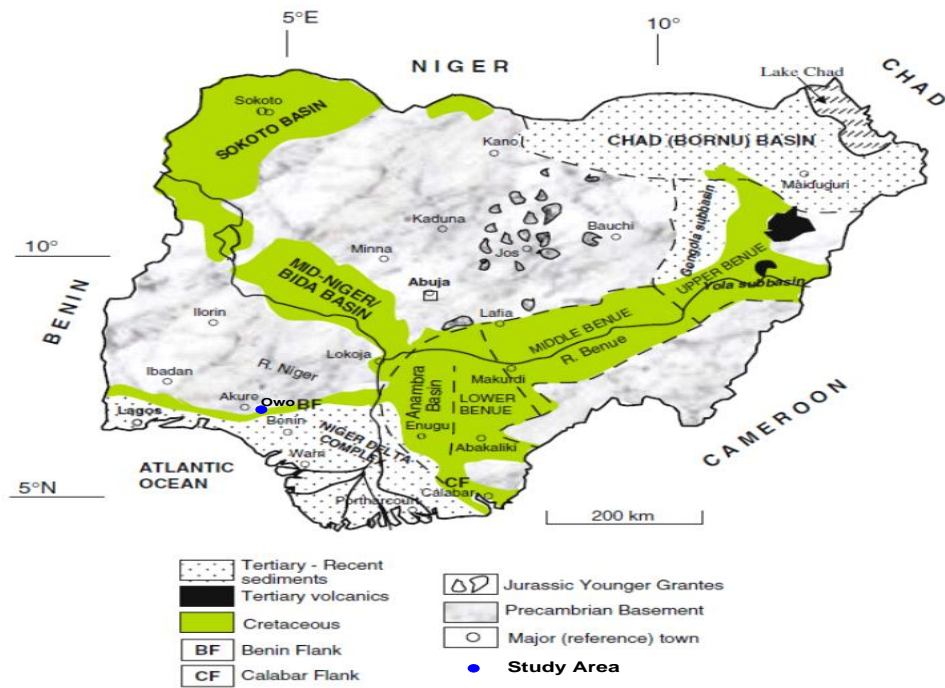 5°E
10°
NIGER
CHAD
Lake Chad
Sokoto
SOKOTO BASIN
Kano
CHAD (BORNU) BASIN
Maiduguri
Kaduna
Bauchi
Gongola subbasin
10°
Minna
Jos
UPPER BENUE
MID-NIGER/
BIDA BASIN
Abuja
Yola subbasin
BENIN
Ilorin
Lafia
MIDDLE BENUE
Lokoja
R. Benue
Ibadan
R. Niger
Makurdi
Anambra
Basin
LOWER
BENUE
Akure
Owo
BF
Lagos
Benin
Enugu
Abakaliki
CAMEROON
NIGER DELTA
COMPLEX
Warri
ATLANTIC
OCEAN
CF
Calabar
5°N
Portharcourt
200 km
Tertiary - Recent
sediments
Tertiary volcanics
Cretaceous
BF Benin Flank
CF Calabar Flank
Jurassic Younger Grantes
Precambrian Basement
Major (reference) town
Study Area